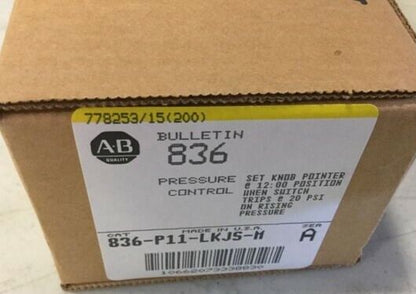 778253/15(200)
AB
QUALITY
BULLETIN
836
PRESSURE
CONTROL
SET KNOB POINTER
@ 12:00 POSITION
WHEN SWITCH
TRIPS @ 20 PSI
ON RISING
PRESSURE
CAT
MADE IN U.S.A.
SER
836-P11-LKJS-M
A